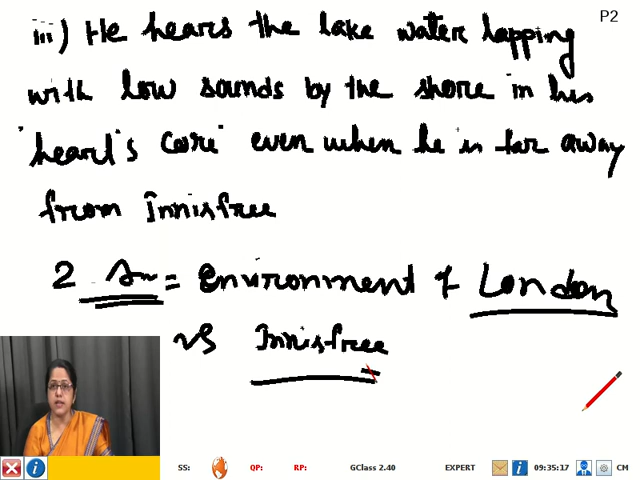 P2
iii) He hears the lake water lapping
with low sounds by the shore in his
'heart's core' even when he is far away
from Innisfree
2 An = Environment of London
vs Innisfree
SS: QP: RP: GClass 2.40 EXPERT 09:35:17 CM